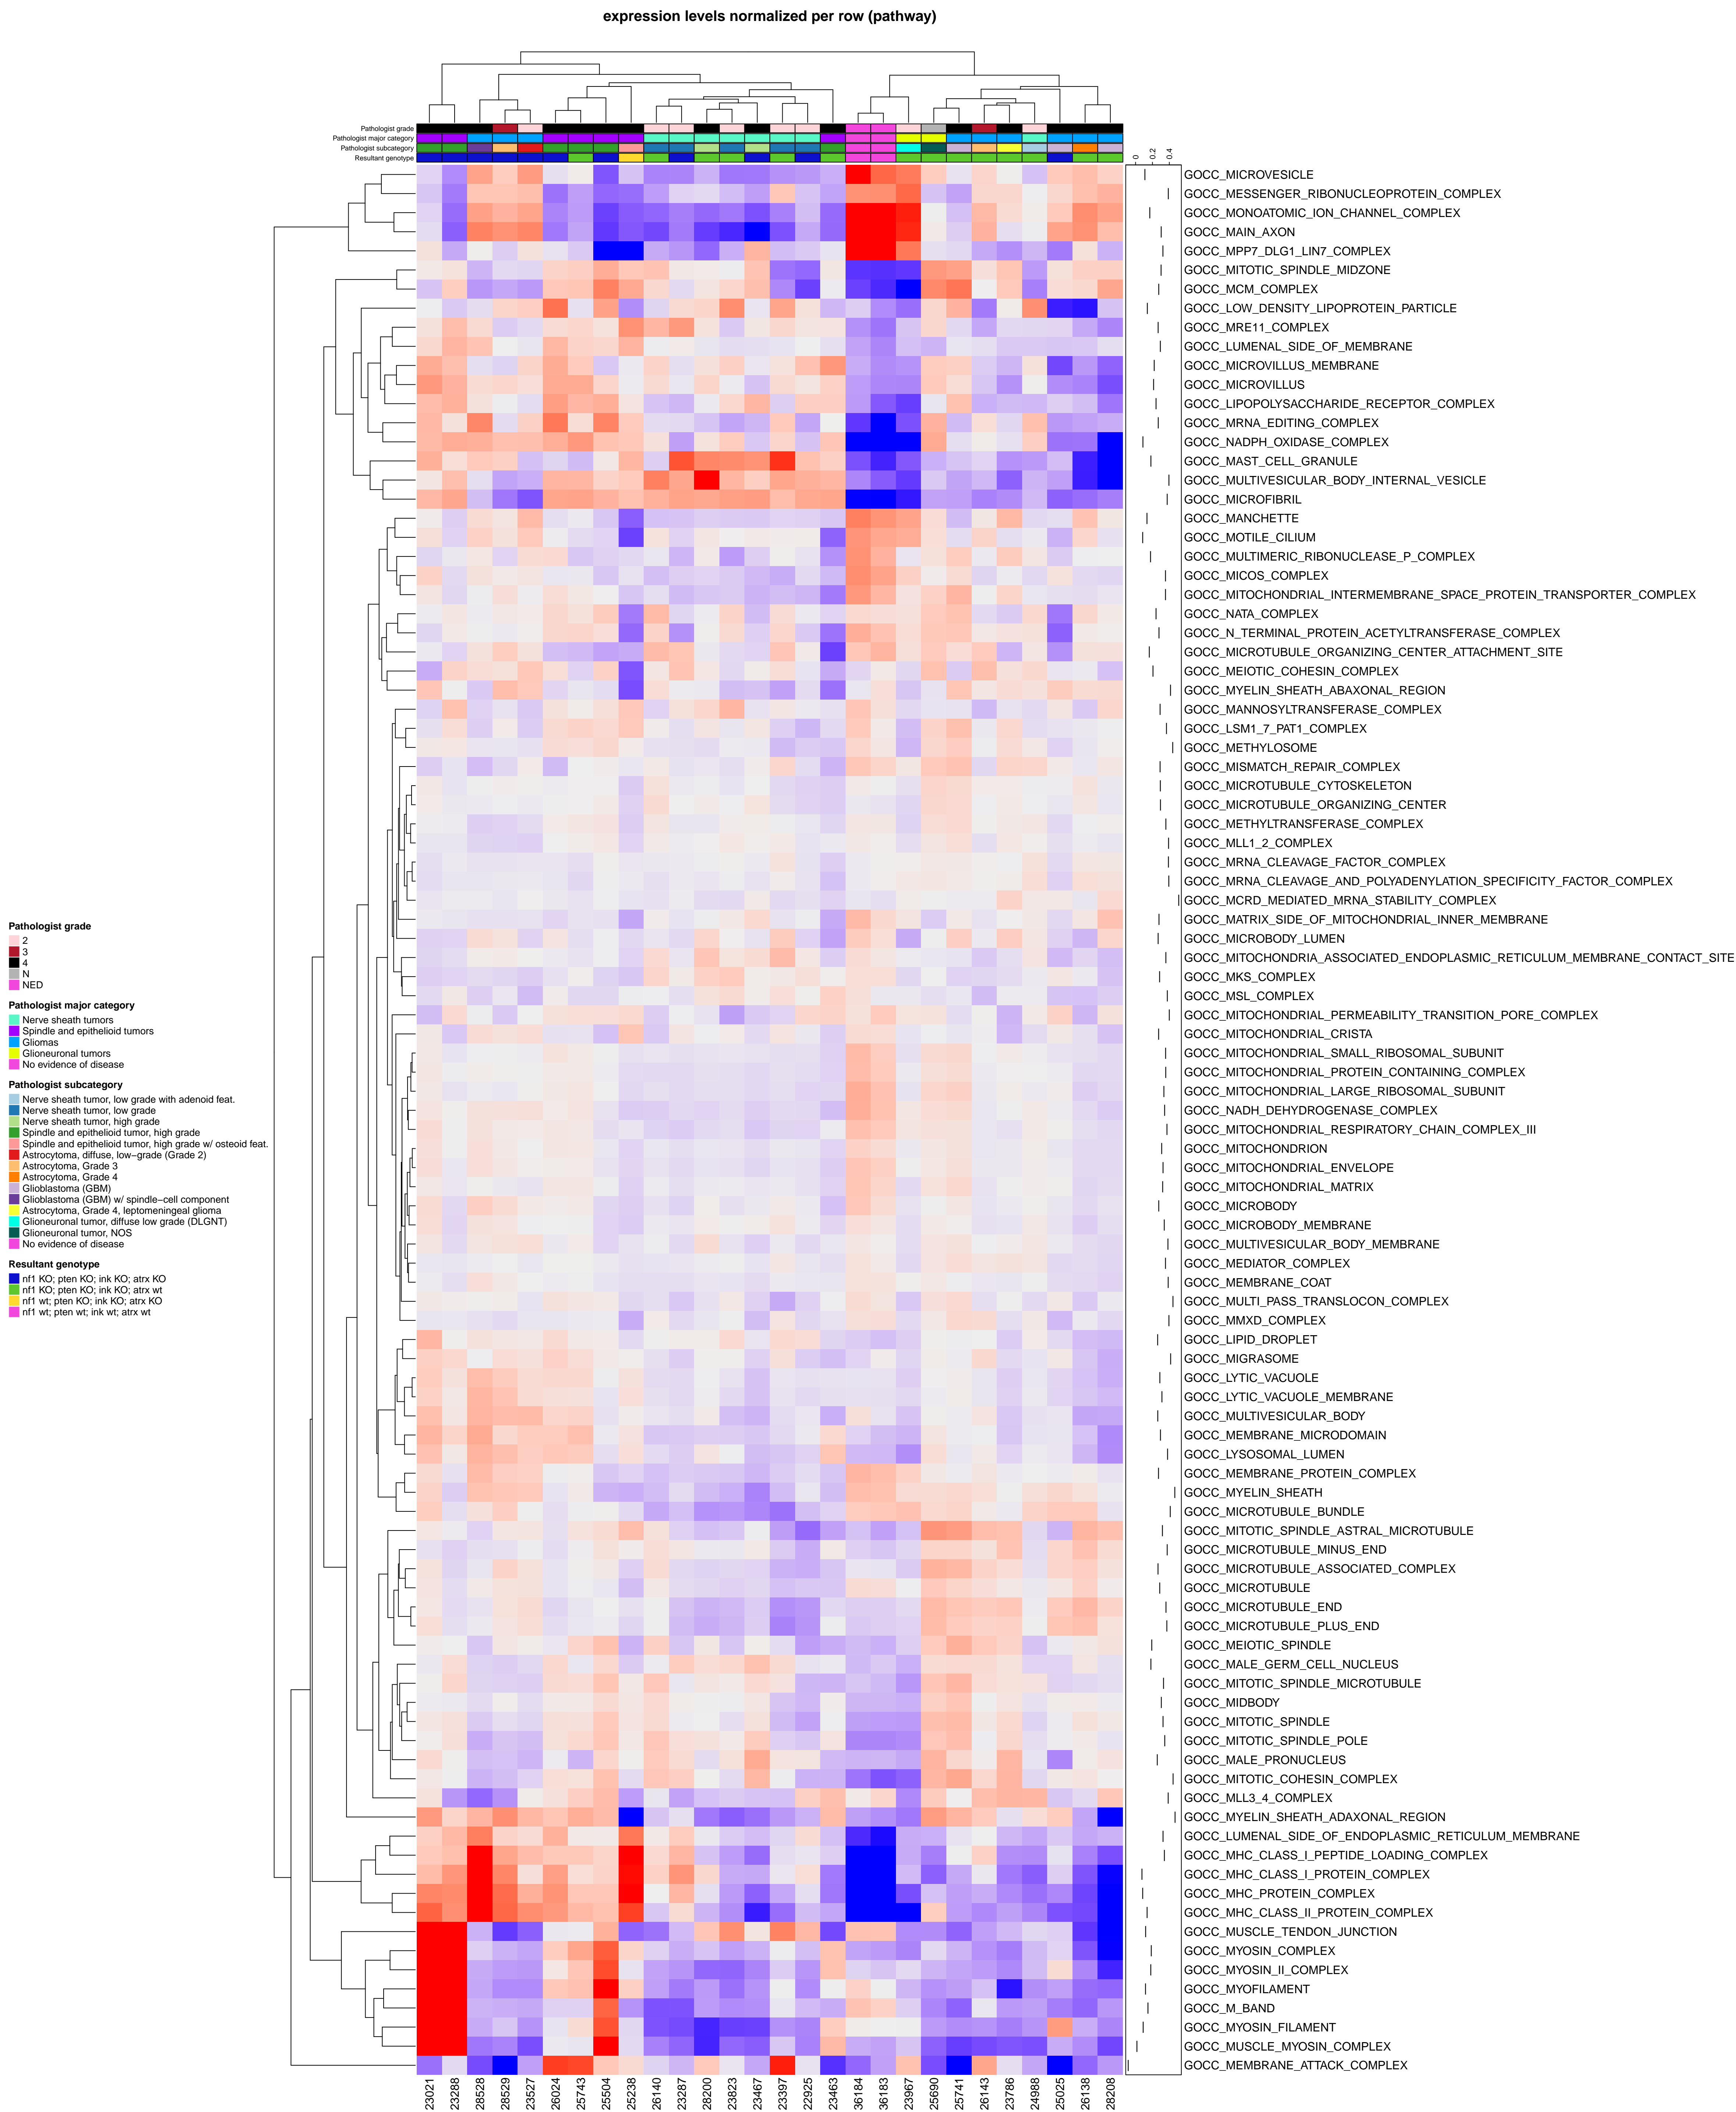 expression levels normalized per row (pathway)
Pathologist grade
Pathologist major category
Pathologist subcategory
Resultant genotype
0 0.2 0.4
GOCC_MICROVESICLE
GOCC_MESSENGER_RIBONUCLEOPROTEIN_COMPLEX
GOCC_MONOATOMIC_ION_CHANNEL_COMPLEX
GOCC_MAIN_AXON
GOCC_MPP7_DLG1_LIN7_COMPLEX
GOCC_MITOTIC_SPINDLE_MIDZONE
GOCC_MCM_COMPLEX
GOCC_LOW_DENSITY_LIPOPROTEIN_PARTICLE
GOCC_MRE11_COMPLEX
GOCC_LUMENAL_SIDE_OF_MEMBRANE
GOCC_MICROVILLUS_MEMBRANE
GOCC_MICROVILLUS
GOCC_LIPOPOLYSACCHARIDE_RECEPTOR_COMPLEX
GOCC_MRNA_EDITING_COMPLEX
GOCC_NADPH_OXIDASE_COMPLEX
GOCC_MAST_CELL_GRANULE
GOCC_MULTIVESICULAR_BODY_INTERNAL_VESICLE
GOCC_MICROFIBRIL
GOCC_MANCHETTE
GOCC_MOTILE_CILIUM
GOCC_MULTIMERIC_RIBONUCLEASE_P_COMPLEX
GOCC_MICOS_COMPLEX
GOCC_MITOCHONDRIAL_INTERMEMBRANE_SPACE_PROTEIN_TRANSPORTER_COMPLEX
GOCC_NATA_COMPLEX
GOCC_N_TERMINAL_PROTEIN_ACETYLTRANSFERASE_COMPLEX
GOCC_MICROTUBULE_ORGANIZING_CENTER_ATTACHMENT_SITE
GOCC_MEIOTIC_COHESIN_COMPLEX
GOCC_MYELIN_SHEATH_ABAXONAL_REGION
GOCC_MANNOSYLTRANSFERASE_COMPLEX
GOCC_LSM1_7_PAT1_COMPLEX
GOCC_METHYLOSOME
GOCC_MISMATCH_REPAIR_COMPLEX
GOCC_MICROTUBULE_CYTOSKELETON
GOCC_MICROTUBULE_ORGANIZING_CENTER
GOCC_METHYLTRANSFERASE_COMPLEX
GOCC_MLL1_2_COMPLEX
GOCC_MRNA_CLEAVAGE_FACTOR_COMPLEX
GOCC_MRNA_CLEAVAGE_AND_POLYADENYLATION_SPECIFICITY_FACTOR_COMPLEX
GOCC_MCRD_MEDIATED_MRNA_STABILITY_COMPLEX
GOCC_MATRIX_SIDE_OF_MITOCHONDRIAL_INNER_MEMBRANE
GOCC_MICROBODY_LUMEN
GOCC_MITOCHONDRIA_ASSOCIATED_ENDOPLASMIC_RETICULUM_MEMBRANE_CONTACT_SITE
GOCC_MKS_COMPLEX
GOCC_MSL_COMPLEX
GOCC_MITOCHONDRIAL_PERMEABILITY_TRANSITION_PORE_COMPLEX
GOCC_MITOCHONDRIAL_CRISTA
GOCC_MITOCHONDRIAL_SMALL_RIBOSOMAL_SUBUNIT
GOCC_MITOCHONDRIAL_PROTEIN_CONTAINING_COMPLEX
GOCC_MITOCHONDRIAL_LARGE_RIBOSOMAL_SUBUNIT
GOCC_NADH_DEHYDROGENASE_COMPLEX
GOCC_MITOCHONDRIAL_RESPIRATORY_CHAIN_COMPLEX_III
GOCC_MITOCHONDRION
GOCC_MITOCHONDRIAL_ENVELOPE
GOCC_MITOCHONDRIAL_MATRIX
GOCC_MICROBODY
GOCC_MICROBODY_MEMBRANE
GOCC_MULTIVESICULAR_BODY_MEMBRANE
GOCC_MEDIATOR_COMPLEX
GOCC_MEMBRANE_COAT
GOCC_MULTI_PASS_TRANSLOCON_COMPLEX
GOCC_MMXD_COMPLEX
GOCC_LIPID_DROPLET
GOCC_MIGRASOME
GOCC_LYTIC_VACUOLE
GOCC_LYTIC_VACUOLE_MEMBRANE
GOCC_MULTIVESICULAR_BODY
GOCC_MEMBRANE_MICRODOMAIN
GOCC_LYSOSOMAL_LUMEN
GOCC_MEMBRANE_PROTEIN_COMPLEX
GOCC_MYELIN_SHEATH
GOCC_MICROTUBULE_BUNDLE
GOCC_MITOTIC_SPINDLE_ASTRAL_MICROTUBULE
GOCC_MICROTUBULE_MINUS_END
GOCC_MICROTUBULE_ASSOCIATED_COMPLEX
GOCC_MICROTUBULE
GOCC_MICROTUBULE_END
GOCC_MICROTUBULE_PLUS_END
GOCC_MEIOTIC_SPINDLE
GOCC_MALE_GERM_CELL_NUCLEUS
GOCC_MITOTIC_SPINDLE_MICROTUBULE
GOCC_MIDBODY
GOCC_MITOTIC_SPINDLE
GOCC_MITOTIC_SPINDLE_POLE
GOCC_MALE_PRONUCLEUS
GOCC_MITOTIC_COHESIN_COMPLEX
GOCC_MLL3_4_COMPLEX
GOCC_MYELIN_SHEATH_ADAXONAL_REGION
GOCC_LUMENAL_SIDE_OF_ENDOPLASMIC_RETICULUM_MEMBRANE
GOCC_MHC_CLASS_I_PEPTIDE_LOADING_COMPLEX
GOCC_MHC_CLASS_I_PROTEIN_COMPLEX
GOCC_MHC_PROTEIN_COMPLEX
GOCC_MHC_CLASS_II_PROTEIN_COMPLEX
GOCC_MUSCLE_TENDON_JUNCTION
GOCC_MYOSIN_COMPLEX
GOCC_MYOSIN_II_COMPLEX
GOCC_MYOFILAMENT
GOCC_M_BAND
GOCC_MYOSIN_FILAMENT
GOCC_MUSCLE_MYOSIN_COMPLEX
GOCC_MEMBRANE_ATTACK_COMPLEX
Pathologist grade
2
3
4
N
NED
Pathologist major category
Nerve sheath tumors
Spindle and epithelioid tumors
Gliomas
Glioneuronal tumors
No evidence of disease
Pathologist subcategory
Nerve sheath tumor, low grade with adenoid feat.
Nerve sheath tumor, low grade
Nerve sheath tumor, high grade
Spindle and epithelioid tumor, high grade
Spindle and epithelioid tumor, high grade w/ osteoid feat.
Astrocytoma, diffuse, low−grade (Grade 2)
Astrocytoma, Grade 3
Astrocytoma, Grade 4
Glioblastoma (GBM)
Glioblastoma (GBM) w/ spindle−cell component
Astrocytoma, Grade 4, leptomeningeal glioma
Glioneuronal tumor, diffuse low grade (DLGNT)
Glioneuronal tumor, NOS
No evidence of disease
Resultant genotype
nf1 KO; pten KO; ink KO; atrx KO
nf1 KO; pten KO; ink KO; atrx wt
nf1 wt; pten KO; ink KO; atrx KO
nf1 wt; pten wt; ink wt; atrx wt
23021 23288 28528 28529 23527 26024 25743 25504 25238 26140 23287 28200 23823 23467 23397 22925 23463 36184 36183 23967 25690 25741 26143 23786 24988 25025 26138 28208